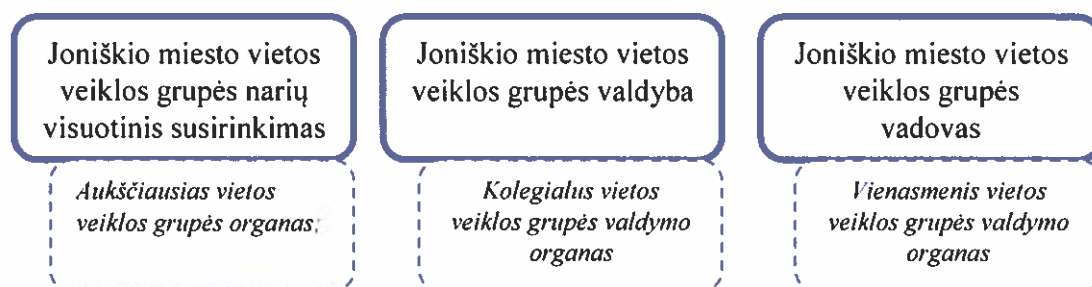 Joniškio miesto vietos
veiklos grupės narių
visuotinis susirinkimas
Aukščiausias vietos
veiklos grupės organas;
Joniškio miesto vietos
veiklos grupės valdyba
Kolegialus vietos
veiklos grupės valdymo
organas
Joniškio miesto vietos
veiklos grupės
vadovas
Vienasmenis vietos
veiklos grupės valdymo
organas